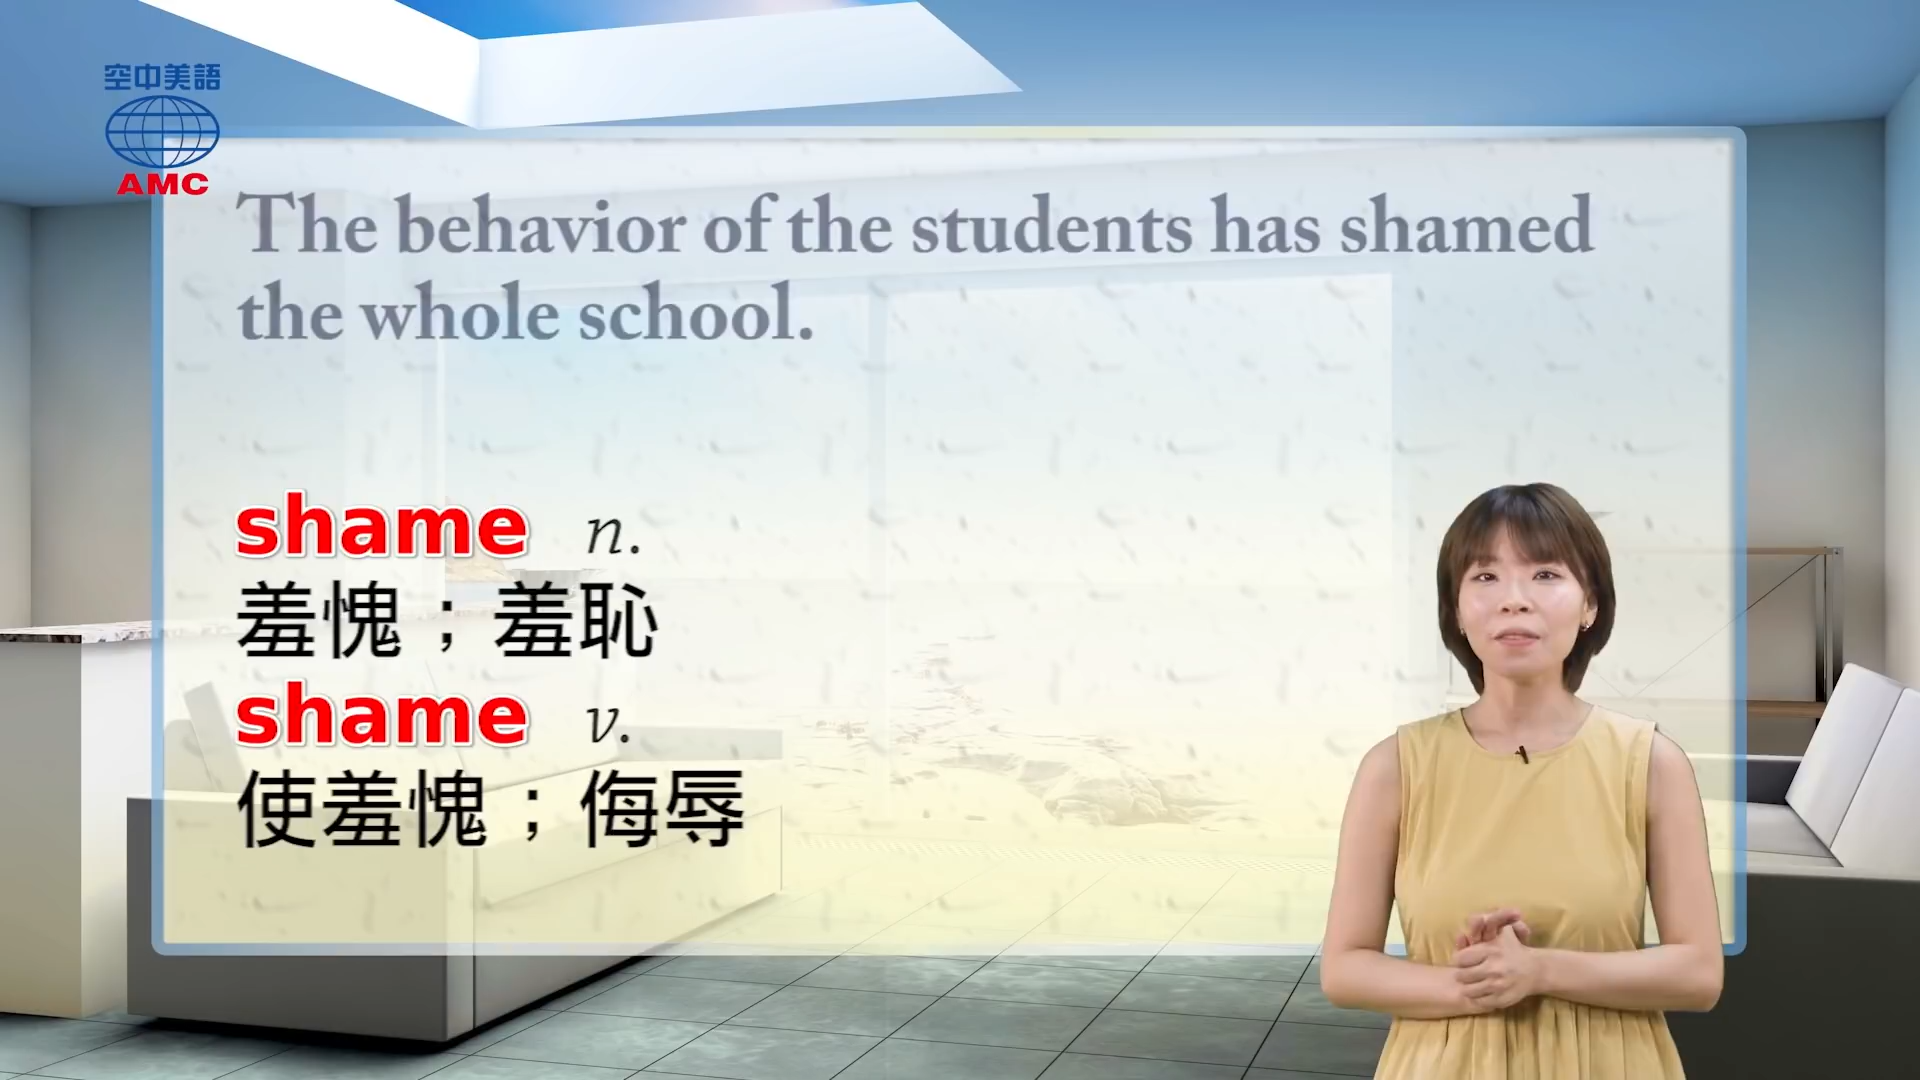 空中美語
AMC
The behavior of the students has shamed
the whole school.
shame n.
羞愧；羞恥
shame v.
使羞愧；侮辱